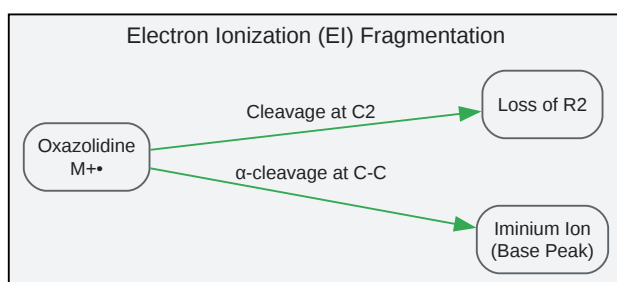 Electron Ionization (EI) Fragmentation
Cleavage at C2
Loss of R2
Oxazolidine
M+•
α-cleavage at C-C
Iminium Ion
(Base Peak)